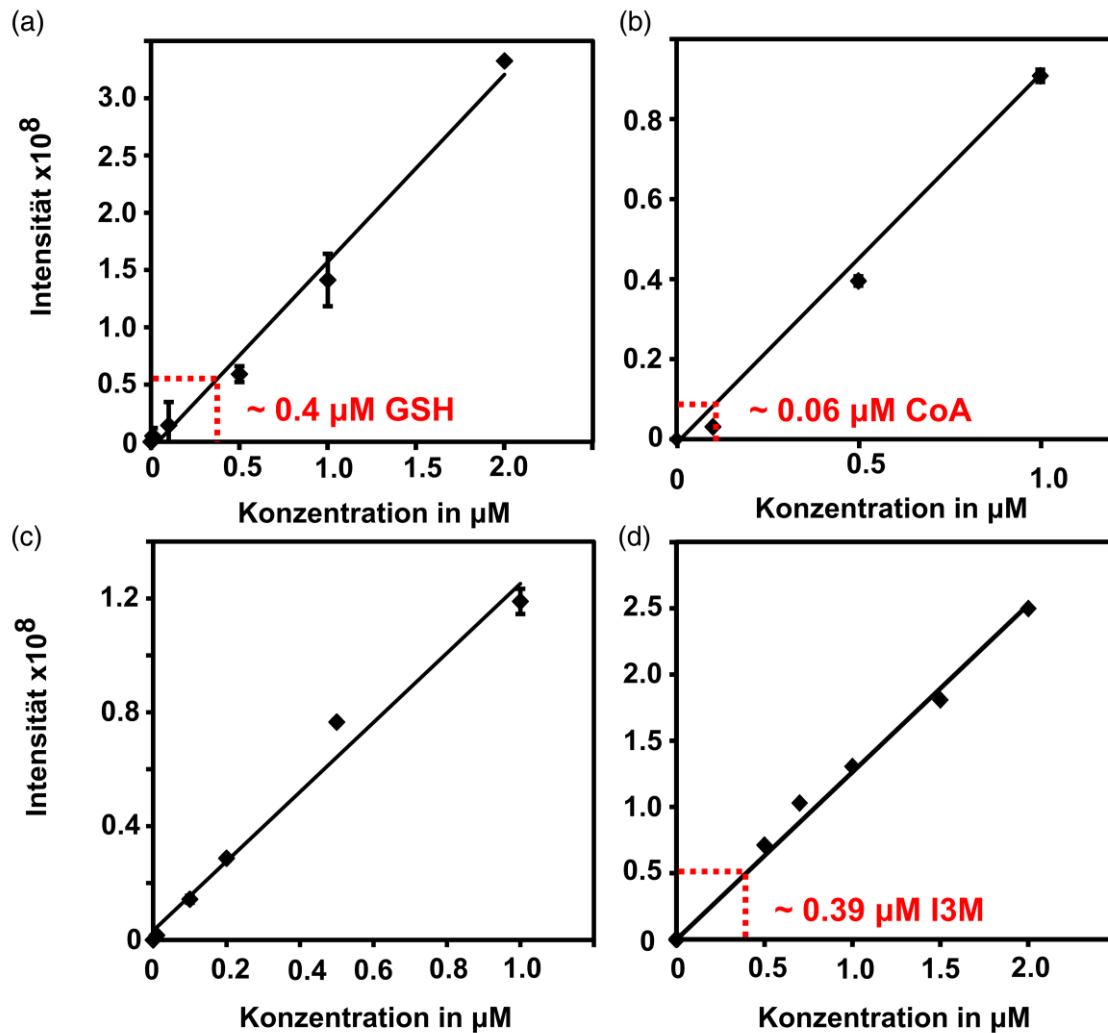 (a)
Intensität x10⁸
3.0
2.5
2.0
1.5
1.0
0.5
0
~ 0.4 µM GSH
0 0.5 1.0 1.5 2.0
Konzentration in µM
(b)
0.8
0.6
0.4
0.2
0
~ 0.06 µM CoA
0 0.5 1.0
Konzentration in µM
(c)
Intensität x10⁸
1.2
0.8
0.4
0
0 0.2 0.4 0.6 0.8 1.0
Konzentration in µM
(d)
2.5
2.0
1.5
1.0
0.5
0
~ 0.39 µM I3M
0 0.5 1.0 1.5 2.0
Konzentration in µM